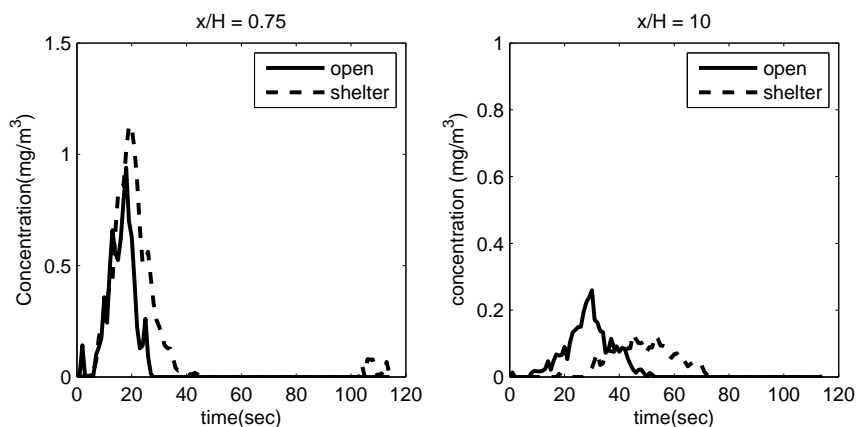 x/H = 0.75
1.5
1
0.5
0
Concentration(mg/m³)
open
shelter
0 20 40 60 80 100 120
time(sec)
x/H = 10
1
0.8
0.6
0.4
0.2
0
concentration (mg/m³)
open
shelter
0 20 40 60 80 100 120
time(sec)